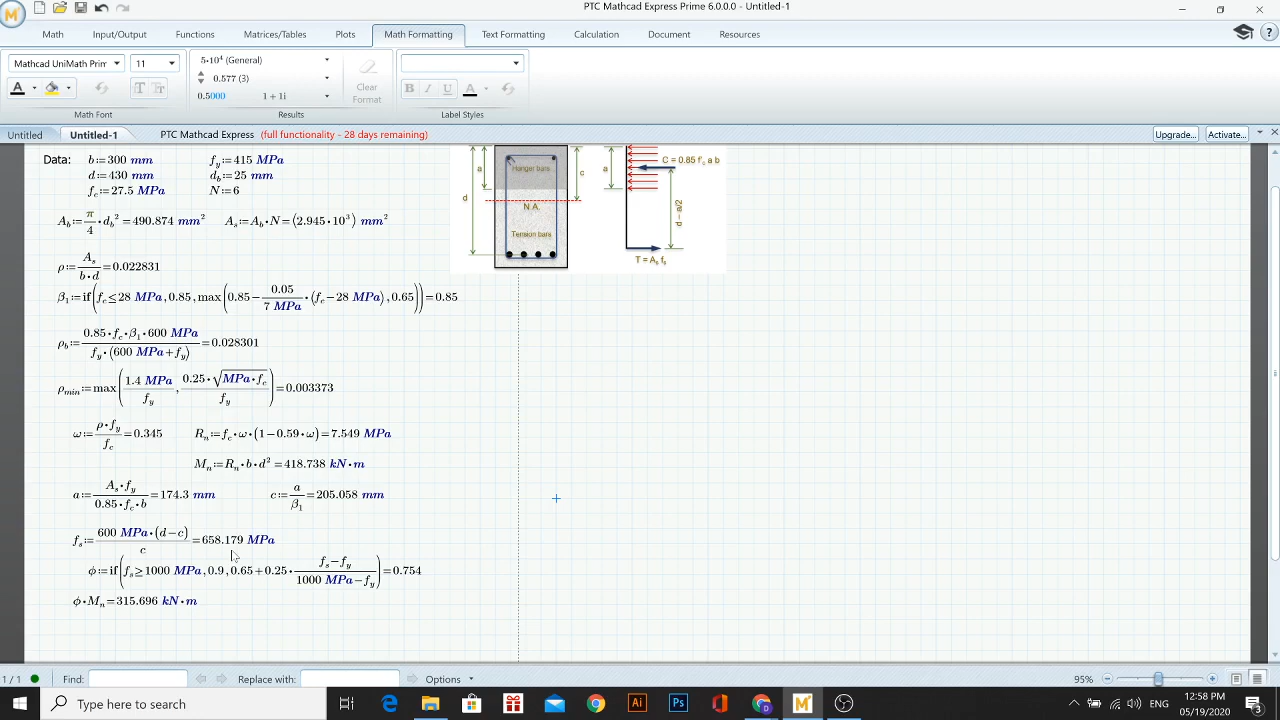 PTC Mathcad Express Prime 6.0.0.0 - Untitled-1
Math Input/Output Functions Matrices/Tables Plots Math Formatting Text Formatting Calculation Document Resources
Mathcad UniMath Prim 11 5∙10⁴ (General)
0.577 (3)
0.5000 1 + 1i
Clear Format
B I U A
Math Font Results Label Styles
Untitled Untitled-1 PTC Mathcad Express (full functionality - 28 days remaining) Upgrade... Activate...
Data: b:=300 mm f_y:=415 MPa
d:=430 mm d_b:=25 mm
f_c:=27.5 MPa N:=6
A_b:=π/4∙d_b²=490.874 mm² A_s:=A_b∙N=(2.945∙10³) mm²
a d Hanger bars N.A. Tension bars c
a C = 0.85 f'c a b
d – a/2
T = As fs
ρ:=A_s/(b∙d)=0.022831
β₁:=if(f_c≤28 MPa,0.85,max(0.85−0.05/(7 MPa)∙(f_c−28 MPa),0.65))=0.85
ρ_b:=(0.85∙f_c∙β₁∙600 MPa)/(f_y∙(600 MPa+f_y))=0.028301
ρ_min:=max(1.4 MPa/f_y,(0.25∙√(MPa∙f_c))/f_y)=0.003373
ω:=(ρ∙f_y)/f_c=0.345 R_n:=f_c∙ω∙(1−0.59∙ω)=7.549 MPa
M_n:=R_n∙b∙d²=418.738 kN∙m
a:=(A_s∙f_y)/(0.85∙f_c∙b)=174.3 mm c:=a/β₁=205.058 mm
f_s:=(600 MPa∙(d−c))/c=658.179 MPa
ϕ:=if(f_s≥1000 MPa,0.9,0.65+0.25∙(f_s−f_y)/(1000 MPa−f_y))=0.754
ϕ∙M_n=315.696 kN∙m
1 / 1 Find: Replace with: Options 95%
Type here to search
Ai Ps
12:58 PM
05/19/2020
3